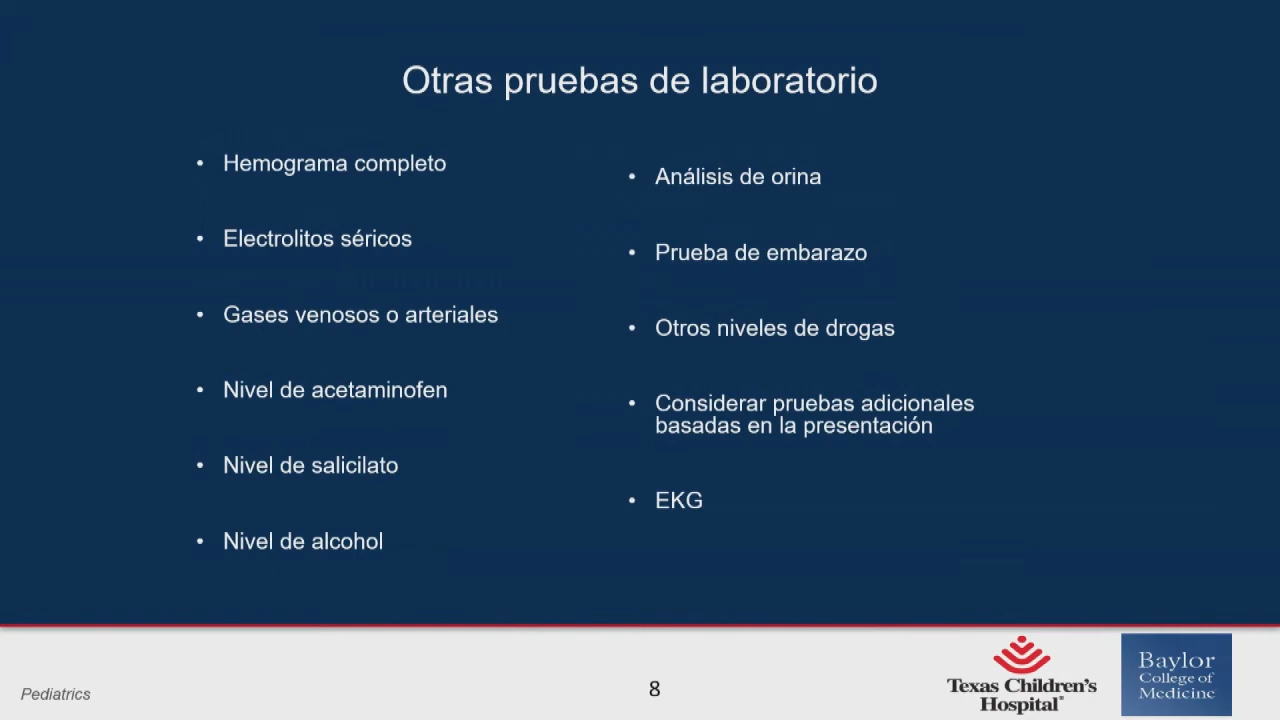 Otras pruebas de laboratorio
• Hemograma completo
• Electrolitos séricos
• Gases venosos o arteriales
• Nivel de acetaminofen
• Nivel de salicilato
• Nivel de alcohol
• Análisis de orina
• Prueba de embarazo
• Otros niveles de drogas
• Considerar pruebas adicionales
basadas en la presentación
• EKG
Pediatrics
8
Texas Children's
Hospital®
Baylor
College of
Medicine